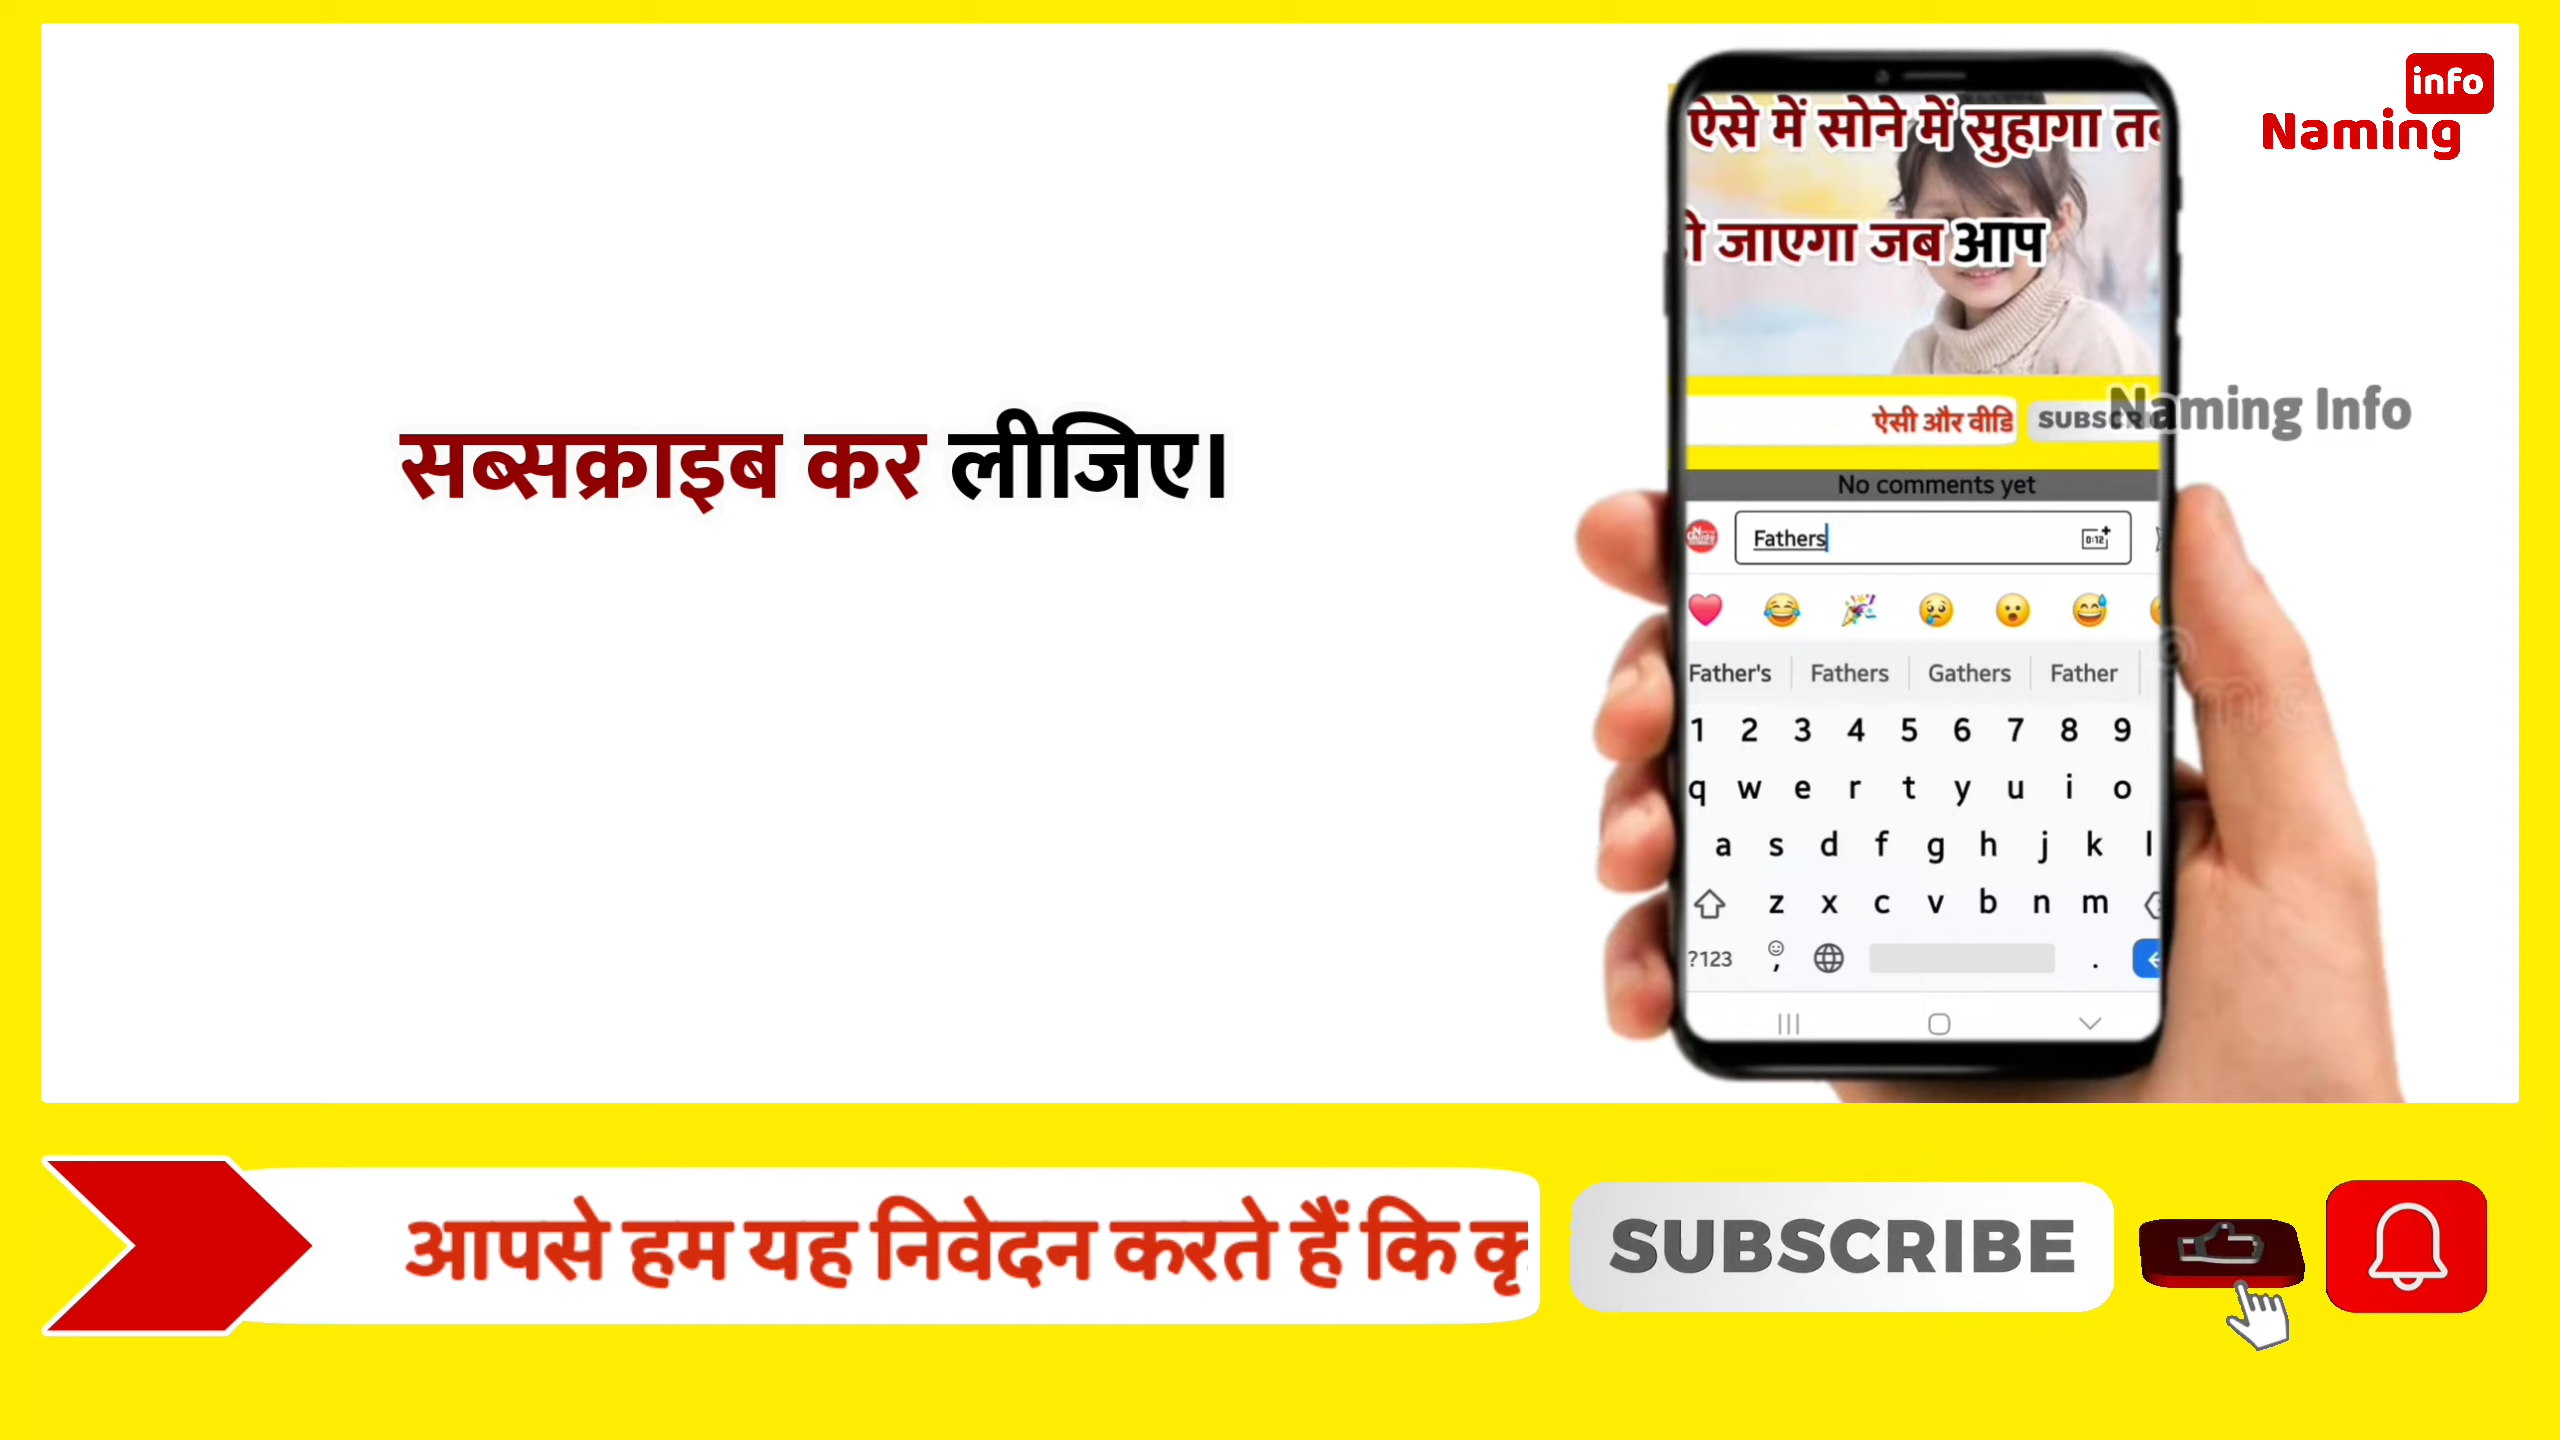 info
Naming
ऐसे में सोने में सुहागा
जाएगा जब आप
Naming Info
ऐसी और वीडि
SUBSCR
सब्सक्राइब कर लीजिए।
No comments yet
Fathers
Father's Fathers Gathers Father
1 2 3 4 5 6 7 8 9
q w e r t y u i o
a s d f g h j k l
z x c v b n m
?123 , .
आपसे हम यह निवेदन करते हैं कि
SUBSCRIBE